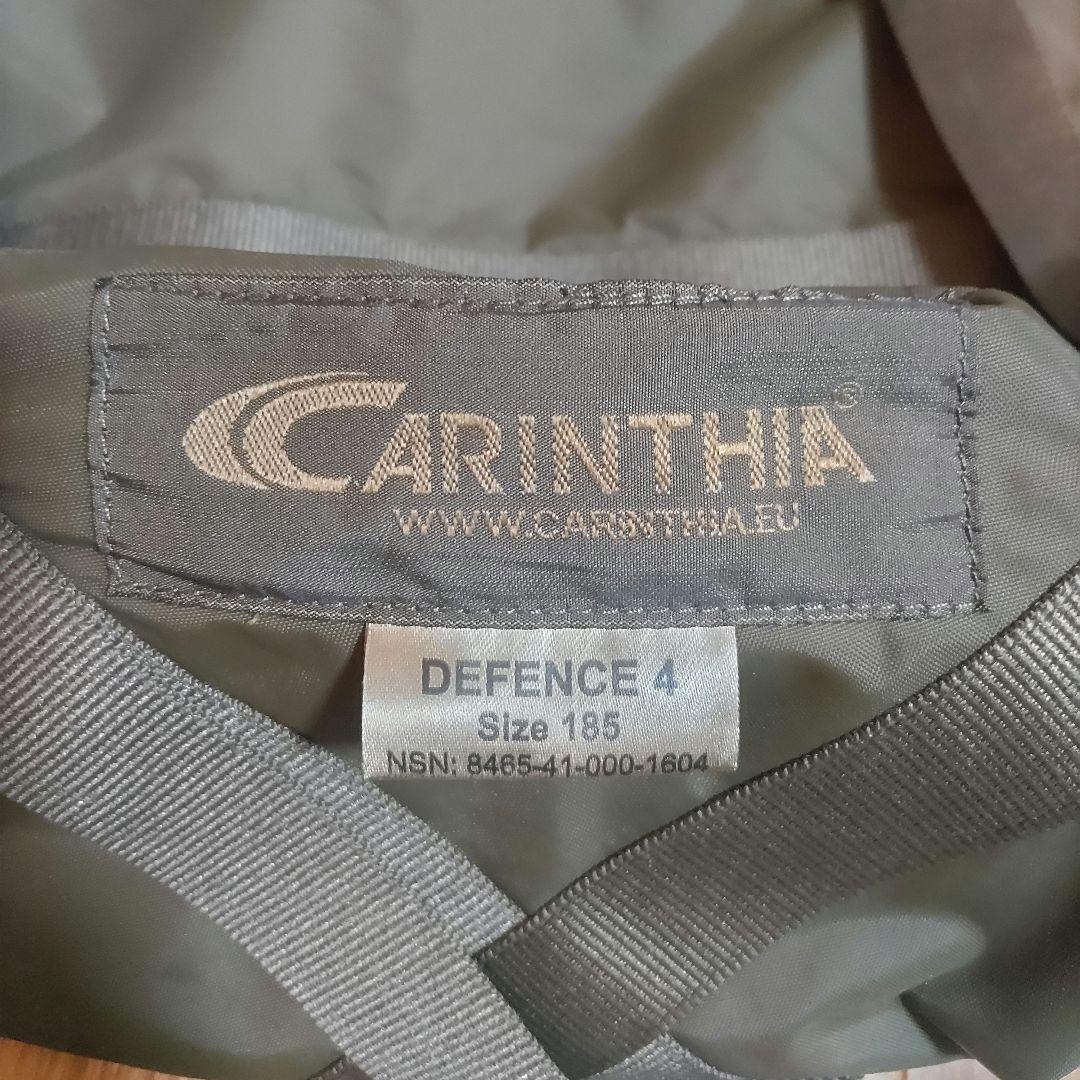 CARINTHIA®
WWW.CARINTHIA.EU
DEFENCE 4
Size 185
NSN: 8465-41-000-1604